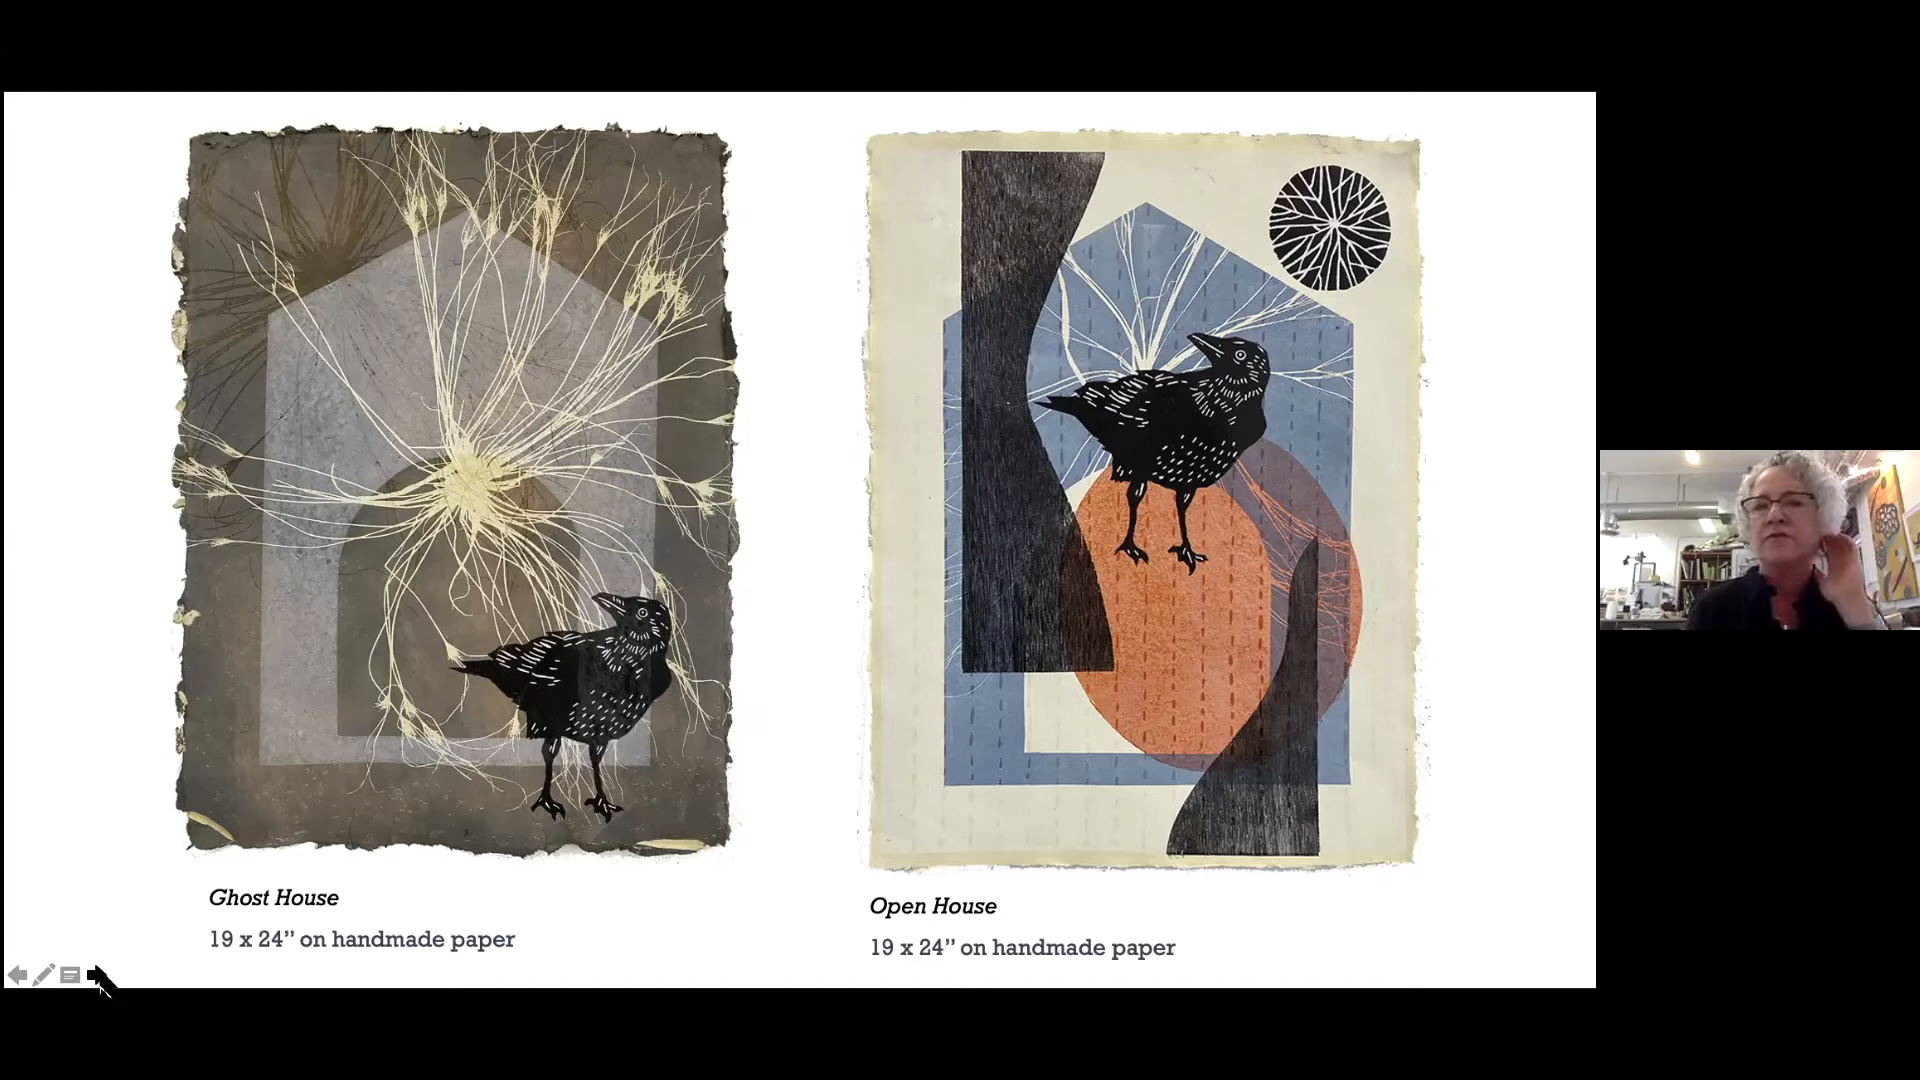 Ghost House
19 x 24” on handmade paper
Open House
19 x 24” on handmade paper